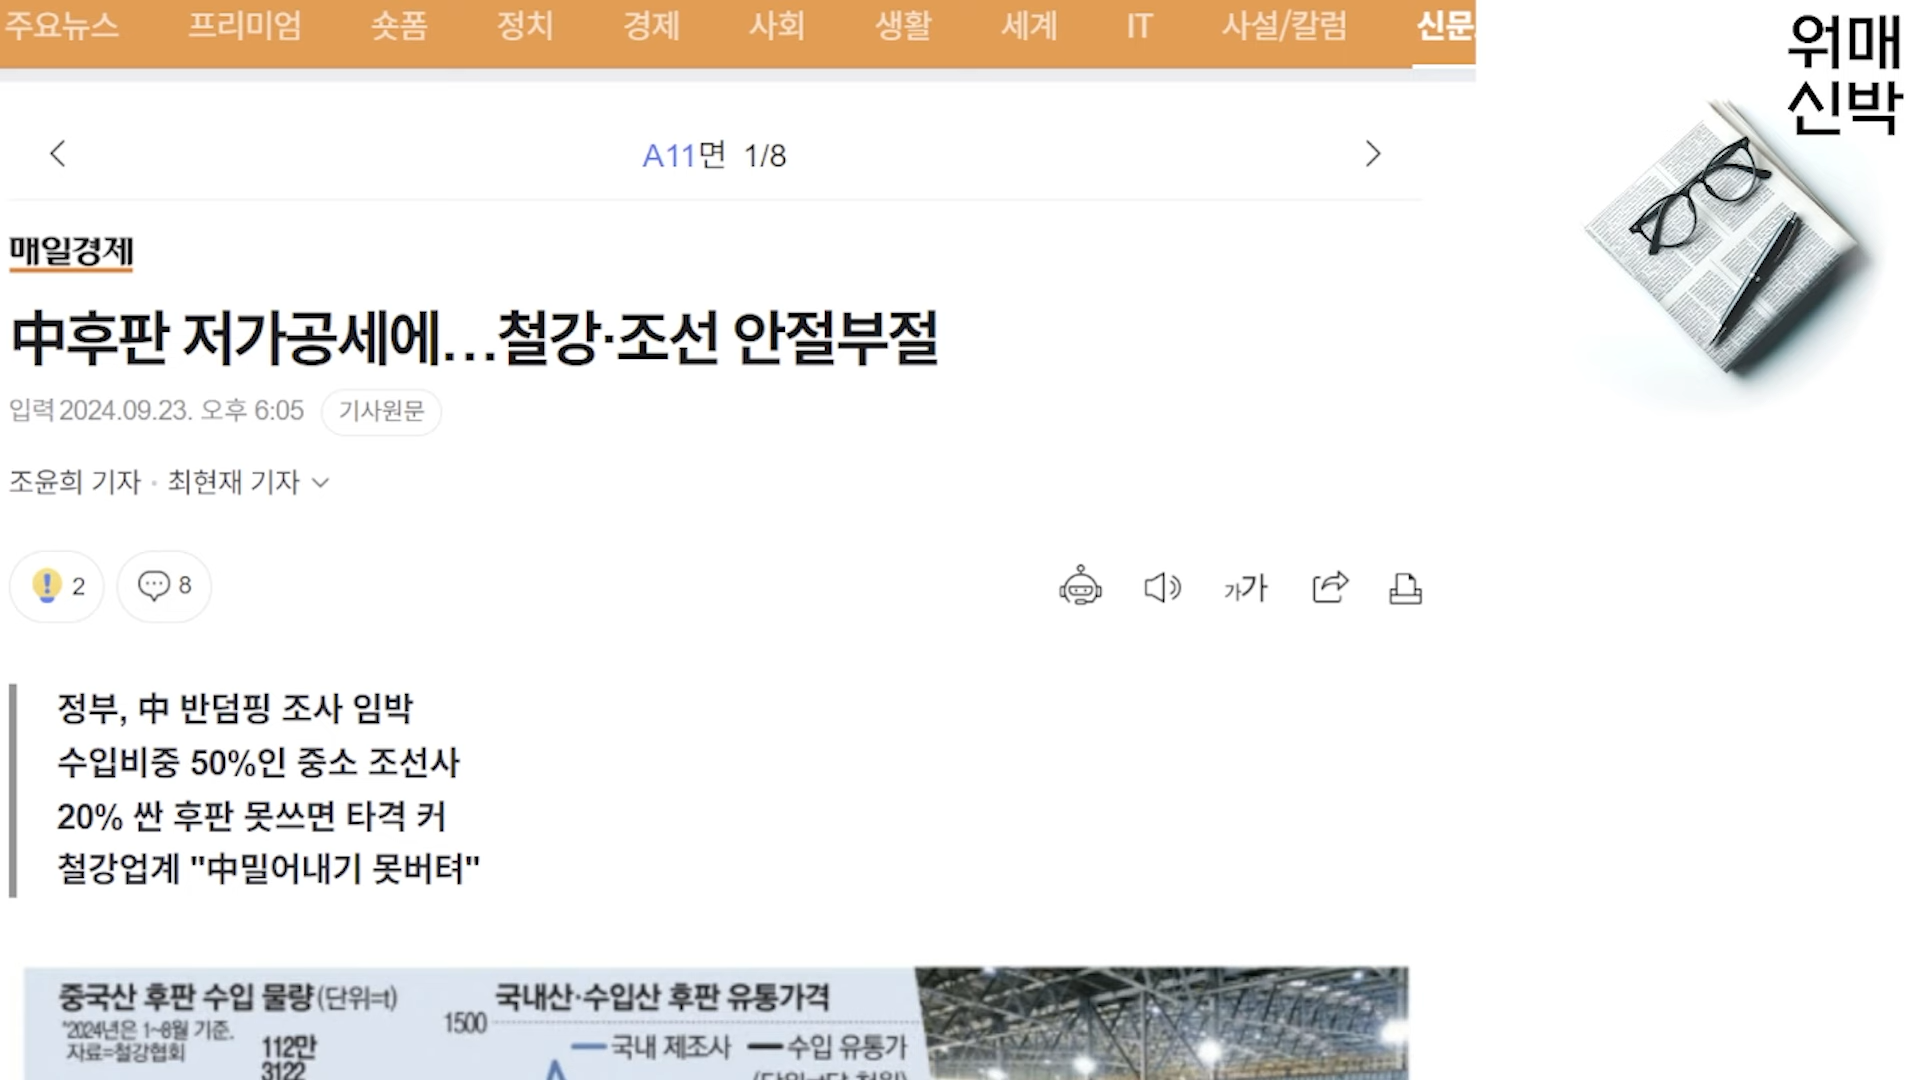 주요뉴스 프리미엄 숏폼 정치 경제 사회 생활 세계 IT 사설/칼럼 신문
위매
신박
A11면 1/8
매일경제
中후판 저가공세에…철강·조선 안절부절
입력 2024.09.23. 오후 6:05 기사원문
조윤희 기자 · 최현재 기자
2 8
가가
정부, 中 반덤핑 조사 임박
수입비중 50%인 중소 조선사
20% 싼 후판 못쓰면 타격 커
철강업계 "中밀어내기 못버텨"
중국산 후판 수입 물량(단위=t)
*2024년은 1~8월 기준.
자료=철강협회
112만
3122
국내산·수입산 후판 유통가격
1500
국내 제조사 수입 유통가